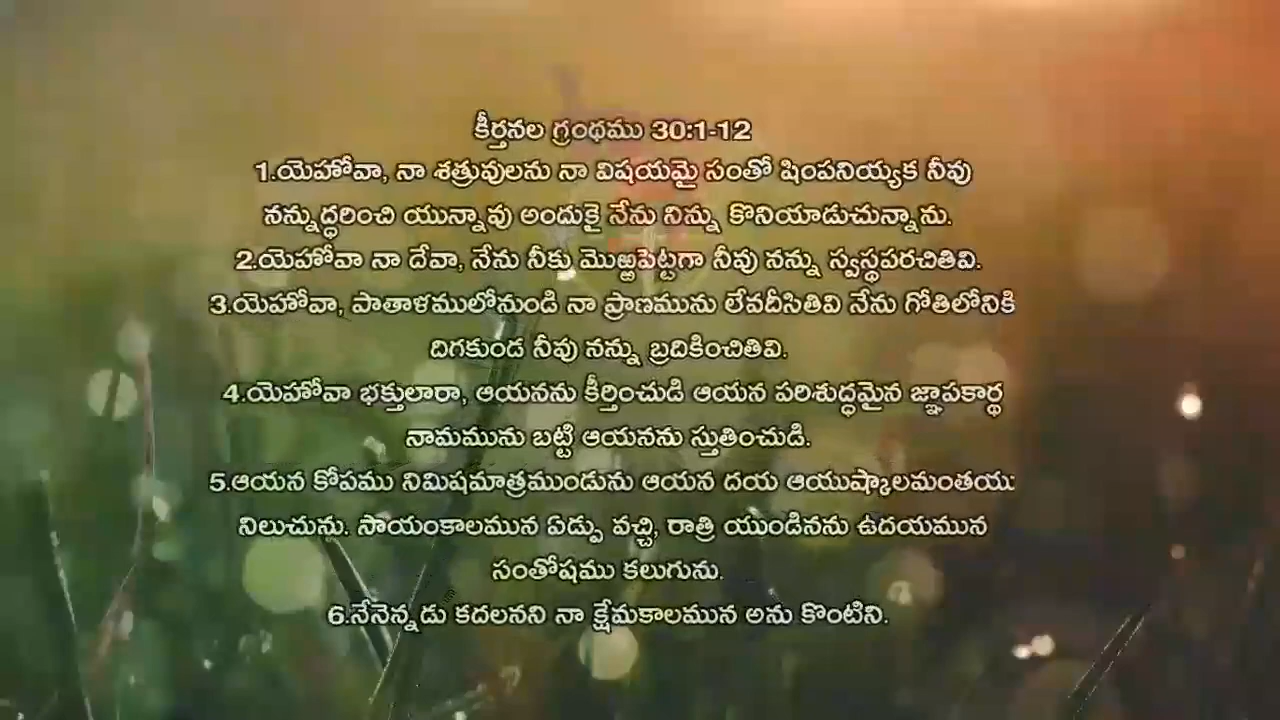 కీర్తనల గ్రంథము 30:1-12
1.యెహోవా, నా శత్రువులను నా విషయమై సంతో షింపనియ్యక నీవు
నన్నుద్ధరించి యున్నావు అందుకై నేను నిన్ను కొనియాడుచున్నాను.
2.యెహోవా నా దేవా, నేను నీకు మొఱ్ఱపెట్టగా నీవు నన్ను స్వస్థపరచితివి.
3.యెహోవా, పాతాళములోనుండి నా ప్రాణమును లేవదీసితివి నేను గోతిలోనికి
దిగకుండ నీవు నన్ను బ్రదికించితివి.
4.యెహోవా భక్తులారా, ఆయనను కీర్తించుడి ఆయన పరిశుద్ధమైన జ్ఞాపకార్థ
నామమును బట్టి ఆయనను స్తుతించుడి.
5.ఆయన కోపము నిమిషమాత్రముండును ఆయన దయ ఆయుష్కాలమంతయు
నిలుచును. సాయంకాలమున ఏడ్పు వచ్చి, రాత్రి యుండినను ఉదయమున
సంతోషము కలుగును.
6.నేనెన్నడు కదలనని నా క్షేమకాలమున అను కొంటిని.